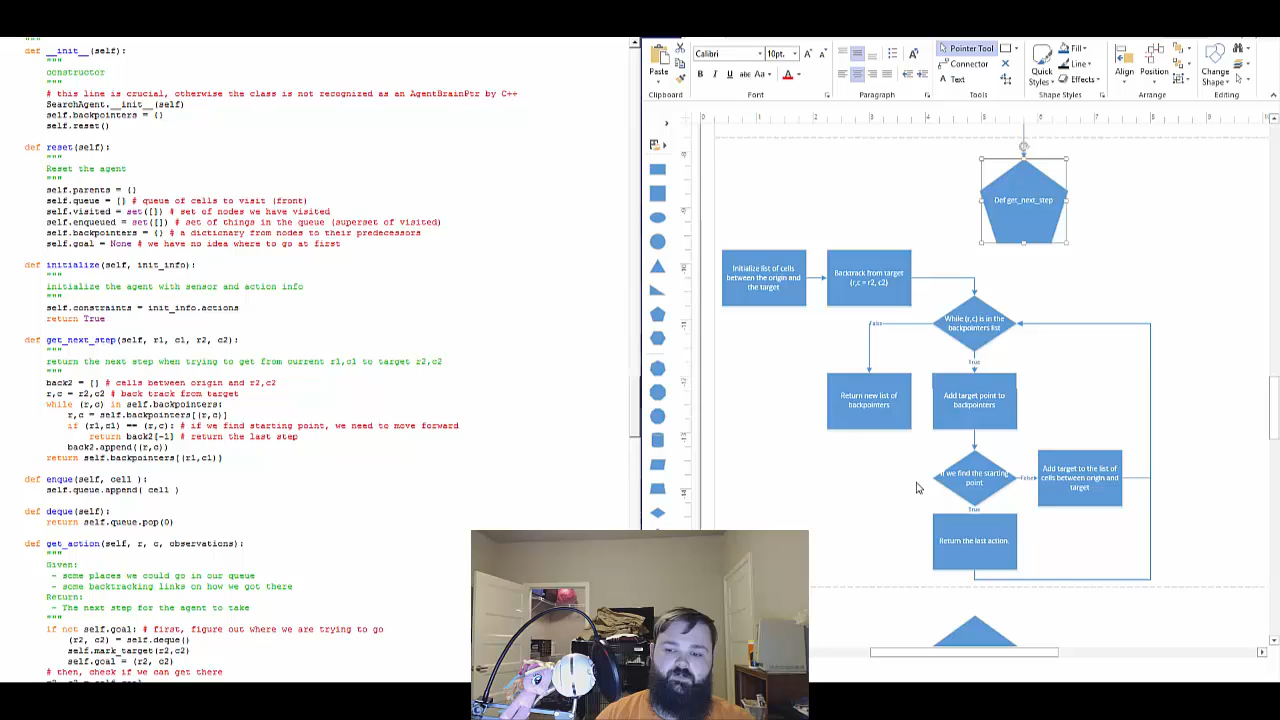 """
def __init__(self):
"""
constructor
"""
# this line is crucial, otherwise the class is not recognized as an AgentBrainPtr by C++
SearchAgent.__init__(self)
self.backpointers = {}
self.reset()
def reset(self):
"""
Reset the agent
"""
self.parents = {}
self.queue = [] # queue of cells to visit (front)
self.visited = set([]) # set of nodes we have visited
self.enqueued = set([]) # set of things in the queue (superset of visited)
self.backpointers = {} # a dictionary from nodes to their predecessors
self.goal = None # we have no idea where to go at first
def initialize(self, init_info):
"""
initialize the agent with sensor and action info
"""
self.constraints = init_info.actions
return True
def get_next_step(self, r1, c1, r2, c2):
"""
return the next step when trying to get from current r1,c1 to target r2,c2
"""
back2 = [] # cells between origin and r2,c2
r,c = r2,c2 # back track from target
while (r,c) in self.backpointers:
r,c = self.backpointers[(r,c)]
if (r1,c1) == (r,c): # if we find starting point, we need to move forward
return back2[-1] # return the last step
back2.append((r,c))
return self.backpointers[(r1,c1)]
def enque(self, cell ):
self.queue.append( cell )
def deque(self):
return self.queue.pop(0)
def get_action(self, r, c, observations):
"""
Given:
- some places we could go in our queue
- some backtracking links on how we got there
Return:
- The next step for the agent to take
"""
if not self.goal: # first, figure out where we are trying to go
(r2, c2) = self.deque()
self.mark_target(r2,c2)
self.goal = (r2, c2)
# then, check if we can get there
Paste
Clipboard
Calibri
10pt.
B I U abc Aa
A
Font
Paragraph
Pointer Tool
Connector
Text
Tools
Quick
Styles
Fill
Line
Effects
Shape Styles
Align
Position
Arrange
Change
Shape
Editing
0 1 2 3 4 5 6 7 8 9
Def get_next_step
Initialize list of cells
between the origin and
the target
Backtrack from target
(r,c = r2, c2)
While (r,c) is in the
backpointers list
False
True
Return new list of
backpointers
Add target point to
backpointers
If we find the starting
point
False
True
Add target to the list of
cells between origin and
target
Return the last action.